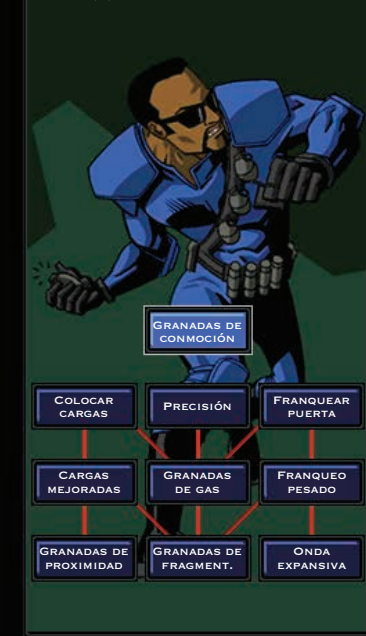 GRANADAS DE
CONMOCIÓN
COLOCAR
CARGAS
PRECISIÓN
FRANQUEAR
PUERTA
CARGAS
MEJORADAS
GRANADAS
DE GAS
FRANQUEO
PESADO
GRANADAS DE
PROXIMIDAD
GRANADAS DE
FRAGMENT.
ONDA
EXPANSIVA